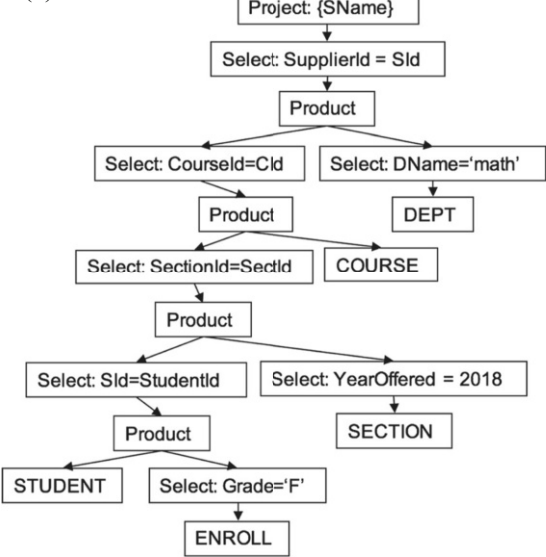 Project: {SName}
Select: SupplierId = SId
Product
Select: CourseId=CId
Select: DName=‘math’
Product
DEPT
Select: SectionId=SectId
COURSE
Product
Select: SId=StudentId
Select: YearOffered = 2018
Product
SECTION
STUDENT
Select: Grade=‘F’
ENROLL